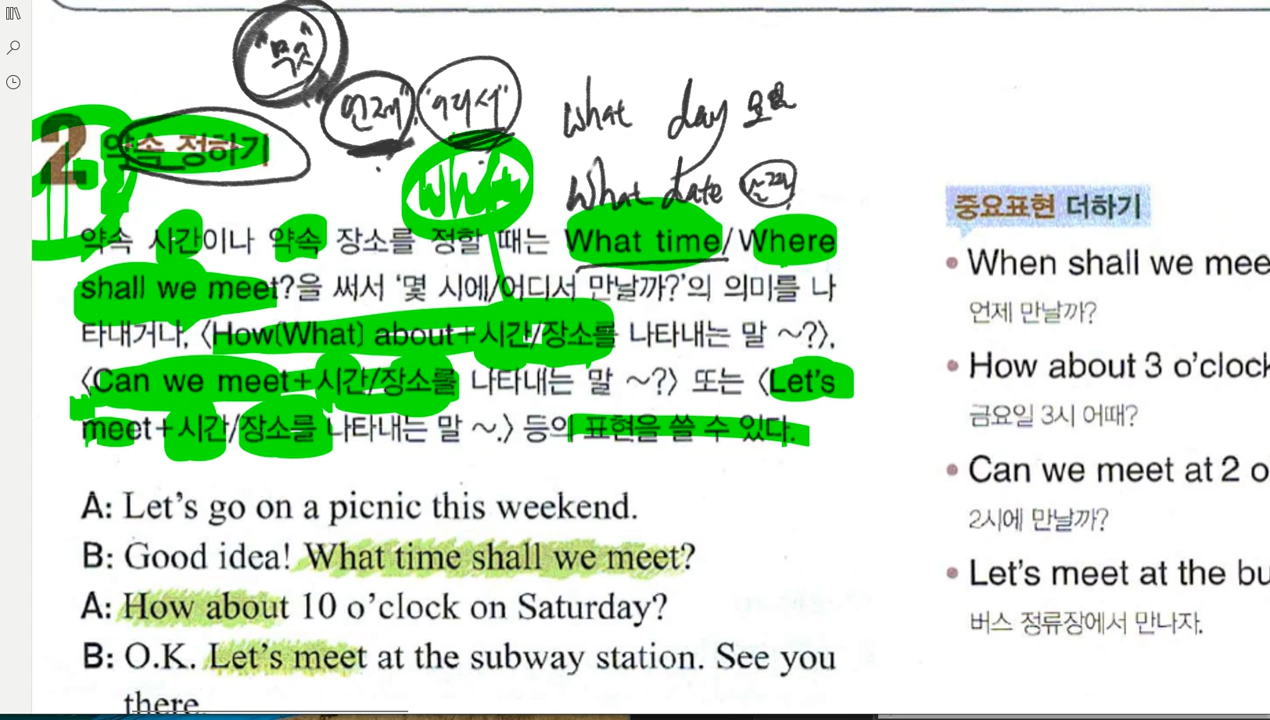 "무엇"
"언제", "어디서"
What day 요일
What date 날짜
2 약속 정하기
When
약속 시간이나 약속 장소를 정할 때는 What time/Where
shall we meet?을 써서 '몇 시에/어디서 만날까?'의 의미를 나
타내거나, 〈How(What) about+시간/장소를 나타내는 말 ~?〉,
〈Can we meet+시간/장소를 나타내는 말 ~?〉 또는 〈Let's
meet+시간/장소를 나타내는 말 ~.〉 등의 표현을 쓸 수 있다.
A: Let's go on a picnic this weekend.
B: Good idea! What time shall we meet?
A: How about 10 o'clock on Saturday?
B: O.K. Let's meet at the subway station. See you
there.
중요표현 더하기
• When shall we mee
언제 만날까?
• How about 3 o'clock
금요일 3시 어때?
• Can we meet at 2 o
2시에 만날까?
• Let's meet at the bu
버스 정류장에서 만나자.